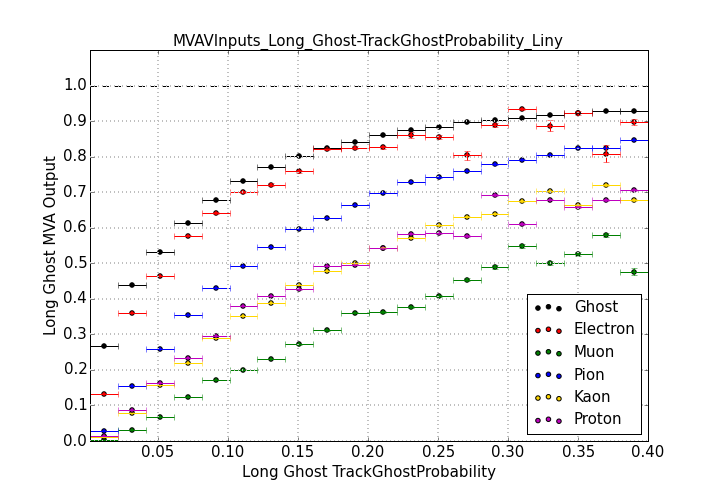 MVAVInputs_Long_Ghost-TrackGhostProbability_Liny
Long Ghost MVA Output
1.0
0.9
0.8
0.7
0.6
0.5
0.4
0.3
0.2
0.1
0.0
Ghost
Electron
Muon
Pion
Kaon
Proton
0.05 0.10 0.15 0.20 0.25 0.30 0.35 0.40
Long Ghost TrackGhostProbability